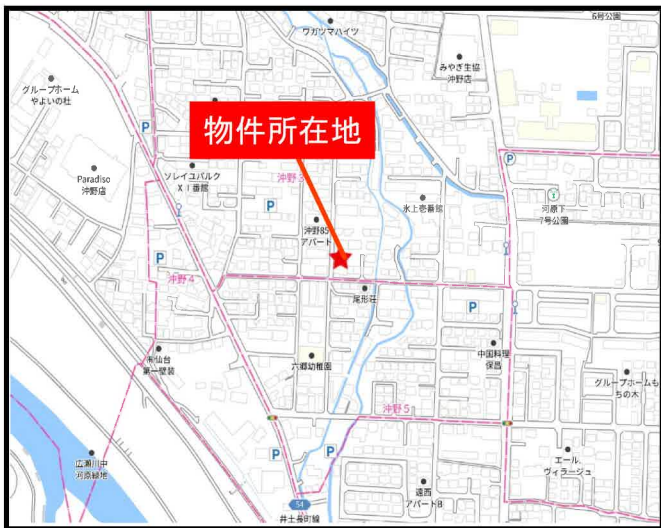 6号公園
ワガツマハイツ
みやぎ生協
沖野店
グループホーム
やよいの杜
P
物件所在地
P
Paradiso
沖野店
ソレイユパルク
XI番館
沖野3
P
氷上壱番館
河原下
7号公園
沖野85
アパート
P
沖野4
尾形荘
P
㈲仙台
第一壁装
六郷幼稚園
中国料理
保昌
グループホームも
ちの木
沖野5
P
P
広瀬川中
河原緑地
遠西
アパートB
エール
ヴィラージュ
54
井土長町線